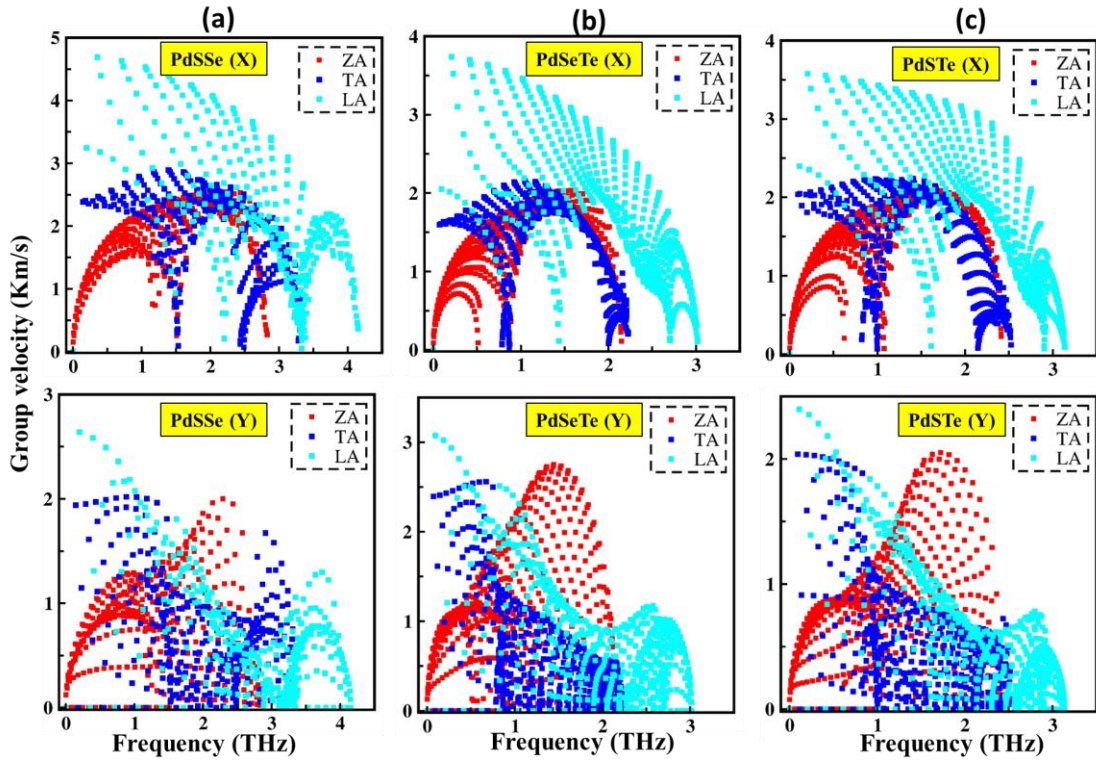 (a)
(b)
(c)
Group velocity (Km/s)
5
4
3
2
1
0
PdSSe (X)
ZA
TA
LA
0 1 2 3 4
4
3
2
1
0
PdSeTe (X)
ZA
TA
LA
0 1 2 3
4
3
2
1
0
PdSTe (X)
ZA
TA
LA
0 1 2 3
3
2
1
0
PdSSe (Y)
ZA
TA
LA
0 1 2 3 4
Frequency (THz)
3
2
1
0
PdSeTe (Y)
ZA
TA
LA
0 1 2 3
Frequency (THz)
2
1
0
PdSTe (Y)
ZA
TA
LA
0 1 2 3
Frequency (THz)